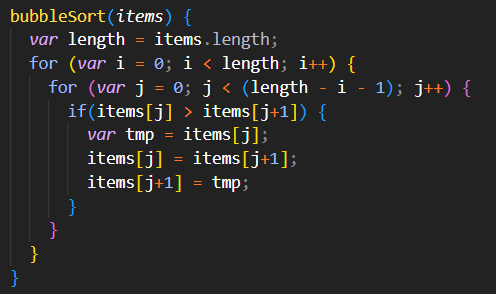 bubbleSort(items) {
  var length = items.length;
  for (var i = 0; i < length; i++) {
    for (var j = 0; j < (length - i - 1); j++) {
      if(items[j] > items[j+1]) {
        var tmp = items[j];
        items[j] = items[j+1];
        items[j+1] = tmp;
      }
    }
  }
}